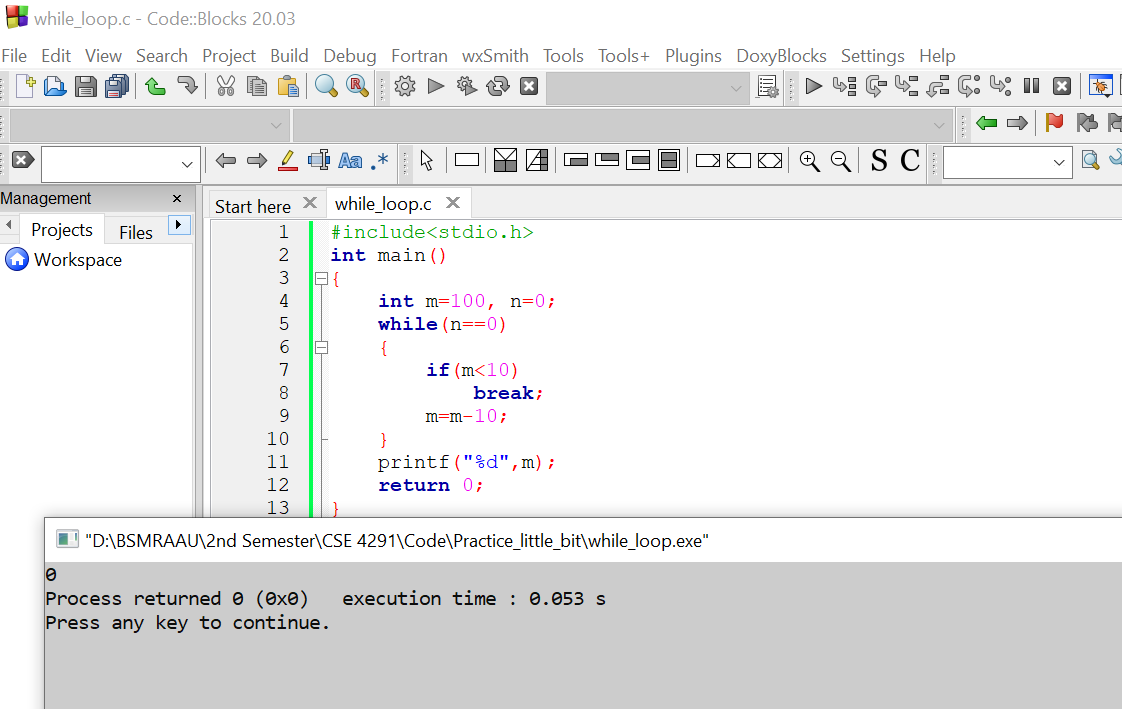 while_loop.c - Code::Blocks 20.03
File Edit View Search Project Build Debug Fortran wxSmith Tools Tools+ Plugins DoxyBlocks Settings Help
Aa .* S C
Management
Start here while_loop.c
Projects Files
Workspace
1 #include<stdio.h>
2 int main()
3 {
4 int m=100, n=0;
5 while(n==0)
6 {
7 if(m<10)
8 break;
9 m=m-10;
10 }
11 printf("%d",m);
12 return 0;
13 }
"D:\BSMRAAU\2nd Semester\CSE 4291\Code\Practice_little_bit\while_loop.exe"
0
Process returned 0 (0x0)   execution time : 0.053 s
Press any key to continue.